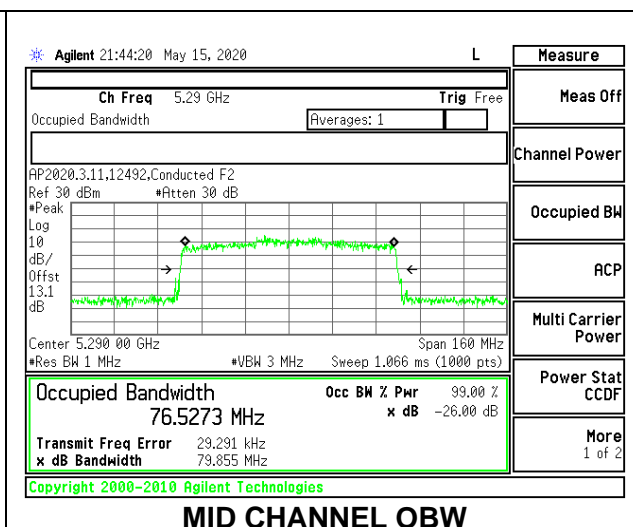 Agilent 21:44:20 May 15, 2020 L
Measure
Ch Freq 5.29 GHz Trig Free
Meas Off
Occupied Bandwidth Averages: 1
Channel Power
AP2020.3.11,12492,Conducted F2
Ref 30 dBm #Atten 30 dB
#Peak
Log
10
dB/
Offst
13.1
dB
Occupied BW
ACP
Multi Carrier
Power
Center 5.290 00 GHz Span 160 MHz
#Res BW 1 MHz #VBW 3 MHz Sweep 1.066 ms (1000 pts)
Occupied Bandwidth Occ BW % Pwr 99.00 %
76.5273 MHz x dB -26.00 dB
Power Stat
CCDF
Transmit Freq Error 29.291 kHz
x dB Bandwidth 79.855 MHz
More
1 of 2
Copyright 2000-2010 Agilent Technologies
MID CHANNEL OBW